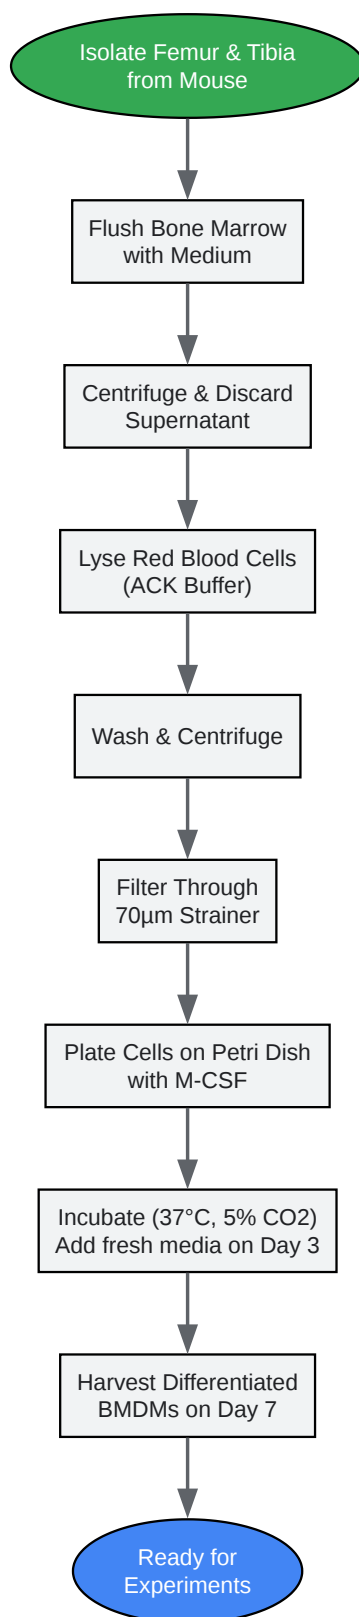 Isolate Femur & Tibia
from Mouse
Flush Bone Marrow
with Medium
Centrifuge & Discard
Supernatant
Lyse Red Blood Cells
(ACK Buffer)
Wash & Centrifuge
Filter Through
70µm Strainer
Plate Cells on Petri Dish
with M-CSF
Incubate (37°C, 5% CO2)
Add fresh media on Day 3
Harvest Differentiated
BMDMs on Day 7
Ready for
Experiments